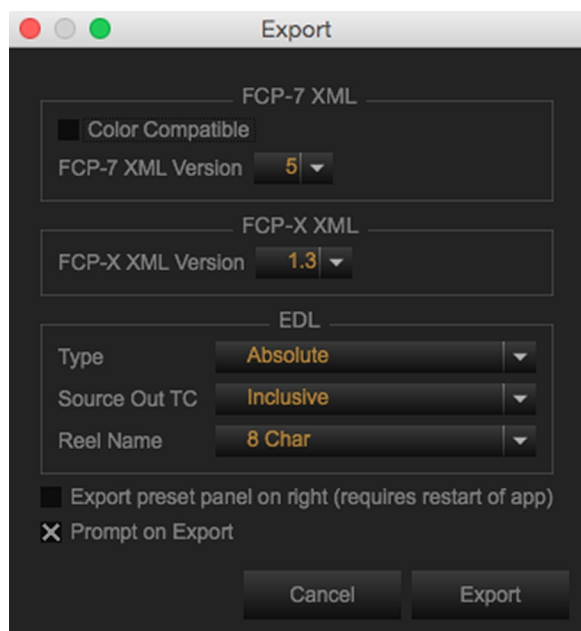 Export
FCP-7 XML
Color Compatible
FCP-7 XML Version 5
FCP-X XML
FCP-X XML Version 1.3
EDL
Type Absolute
Source Out TC Inclusive
Reel Name 8 Char
Export preset panel on right (requires restart of app)
Prompt on Export
Cancel Export